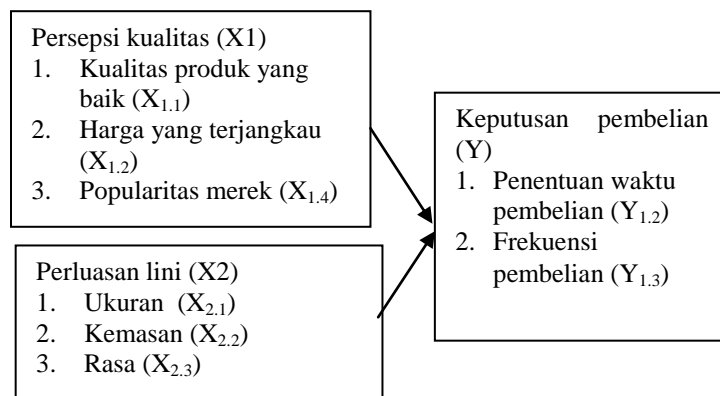 Persepsi kualitas (X1)
1. Kualitas produk yang
baik (X₁.₁)
2. Harga yang terjangkau
(X₁.₂)
3. Popularitas merek (X₁.₄)
Perluasan lini (X2)
1. Ukuran (X₂.₁)
2. Kemasan (X₂.₂)
3. Rasa (X₂.₃)
Keputusan pembelian
(Y)
1. Penentuan waktu
pembelian (Y₁.₂)
2. Frekuensi
pembelian (Y₁.₃)